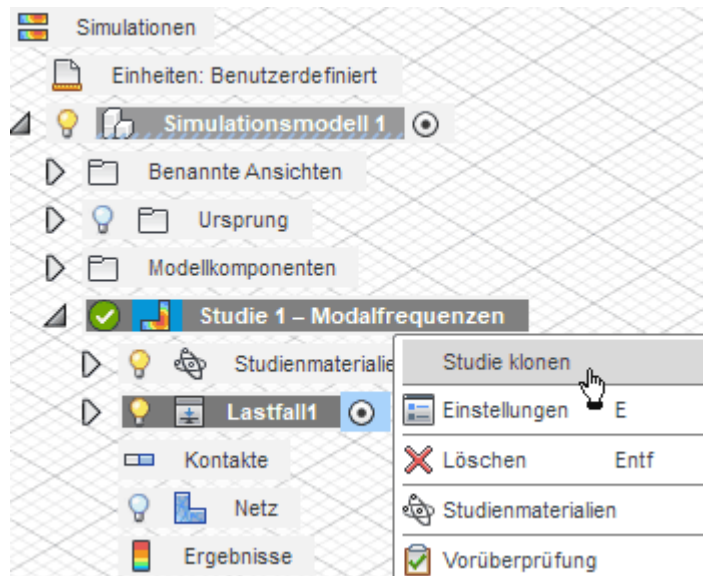 Simulationen
Einheiten: Benutzerdefiniert
Simulationsmodell 1
Benannte Ansichten
Ursprung
Modellkomponenten
Studie 1 – Modalfrequenzen
Studienmaterialie
Studie klonen
Lastfall1
Einstellungen E
Kontakte
Löschen Entf
Netz
Studienmaterialien
Ergebnisse
Vorüberprüfung